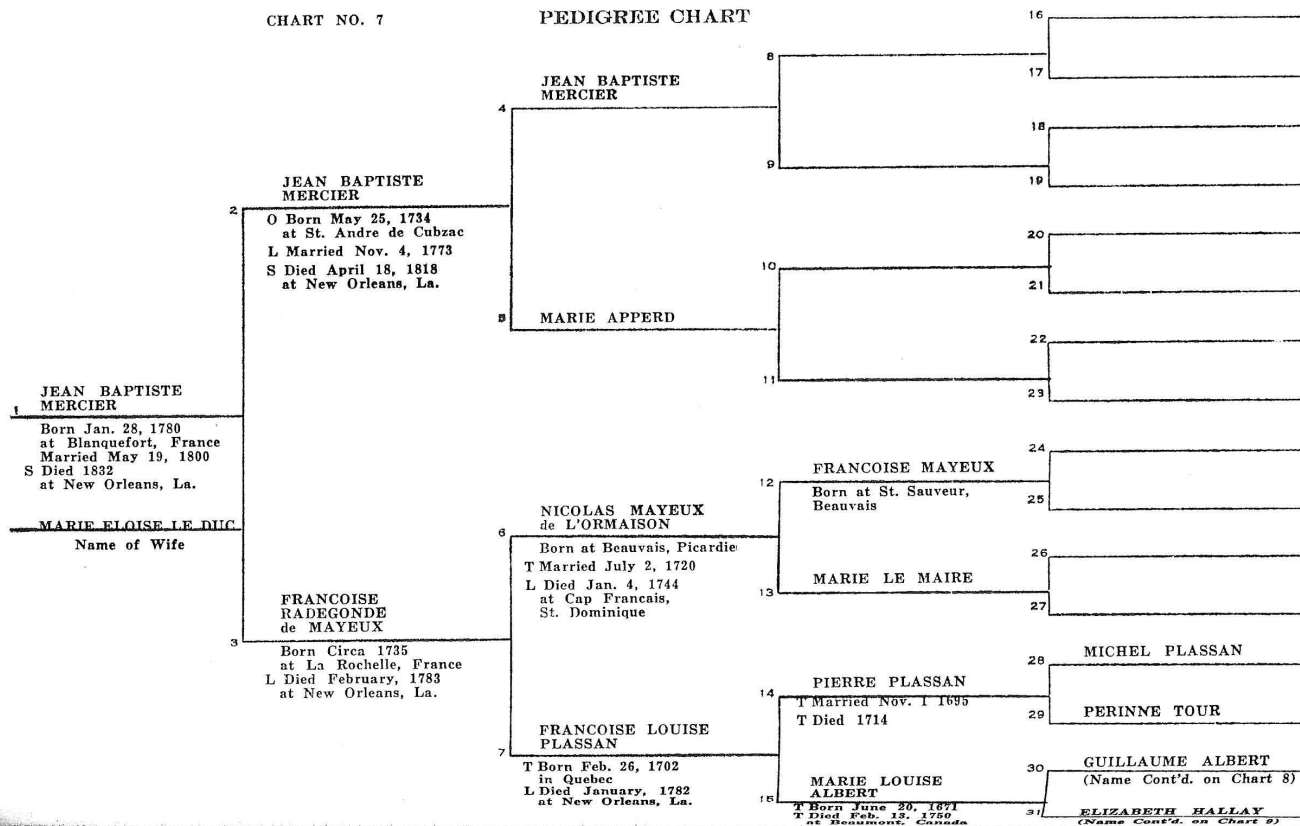 CHART NO. 7
PEDIGREE CHART
1
JEAN BAPTISTE
MERCIER
Born Jan. 28, 1780
at Blanquefort, France
Married May 19, 1800
S Died 1832
at New Orleans, La.
MARIE ELOISE LE DUC
Name of Wife
2
JEAN BAPTISTE
MERCIER
O Born May 25, 1734
at St. Andre de Cubzac
L Married Nov. 4, 1773
S Died April 18, 1818
at New Orleans, La.
3
FRANCOISE
RADEGONDE
de MAYEUX
Born Circa 1735
at La Rochelle, France
L Died February, 1783
at New Orleans, La.
4
JEAN BAPTISTE
MERCIER
5
MARIE APPERD
6
NICOLAS MAYEUX
de L'ORMAISON
Born at Beauvais, Picardie
T Married July 2, 1720
L Died Jan. 4, 1744
at Cap Francais,
St. Dominique
7
FRANCOISE LOUISE
PLASSAN
T Born Feb. 26, 1702
in Quebec
L Died January, 1782
at New Orleans, La.
8
9
10
11
12
FRANCOISE MAYEUX
Born at St. Sauveur,
Beauvais
13
MARIE LE MAIRE
14
PIERRE PLASSAN
T Married Nov. 1 1695
T Died 1714
15
MARIE LOUISE
ALBERT
T Born June 20, 1671
T Died Feb. 13, 1750
at Beaumont, Canada
16
17
18
19
20
21
22
23
24
25
26
27
28
MICHEL PLASSAN
29
PERINNE TOUR
30
GUILLAUME ALBERT
(Name Cont'd. on Chart 8)
31
ELIZABETH HALLAY
(Name Cont'd. on Chart 9)